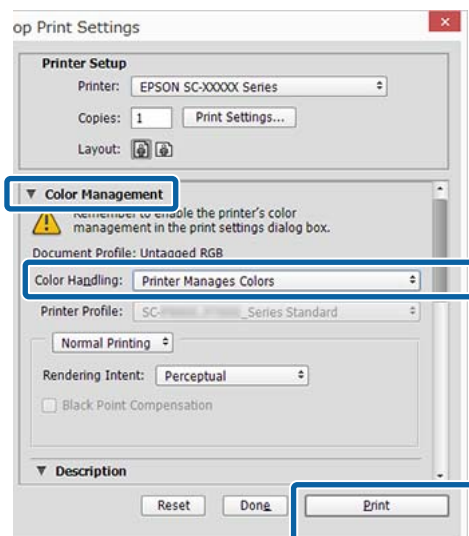 op Print Settings
Printer Setup
Printer: EPSON SC-XXXXX Series
Copies: 1 Print Settings...
Layout:
Color Management
Remember to enable the printer's color
management in the print settings dialog box.
Document Profile: Untagged RGB
Color Handling: Printer Manages Colors
Printer Profile: SC- _Series Standard
Normal Printing
Rendering Intent: Perceptual
Black Point Compensation
Description
Reset Done Print